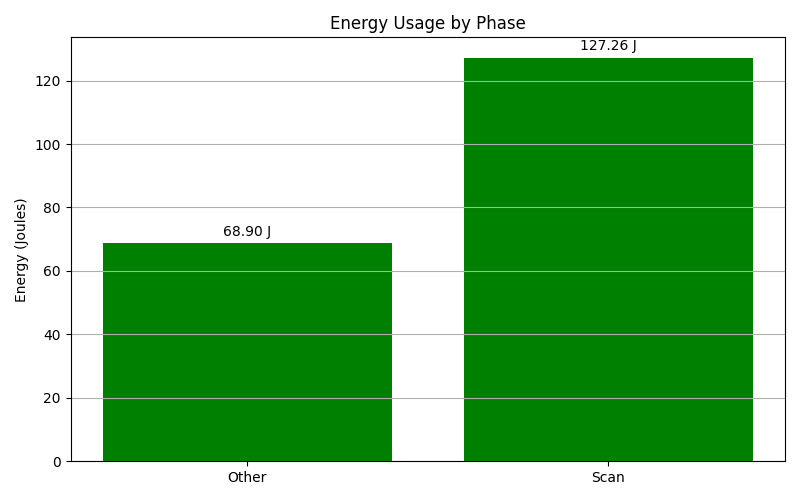 Energy Usage by Phase
127.26 J
68.90 J
Energy (Joules)
120
100
80
60
40
20
0
Other
Scan